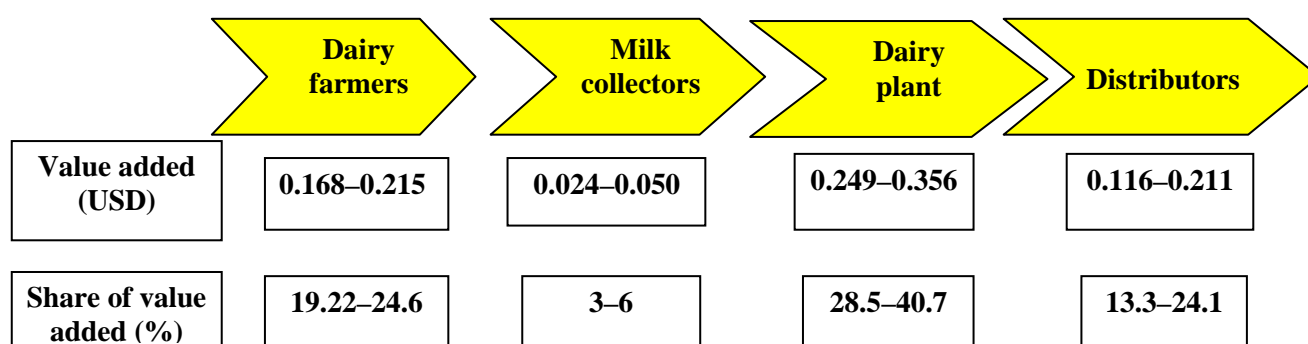 Dairy
farmers
Milk
collectors
Dairy
plant
Distributors
Value added
(USD)
0.168–0.215
0.024–0.050
0.249–0.356
0.116–0.211
Share of value
added (%)
19.22–24.6
3–6
28.5–40.7
13.3–24.1